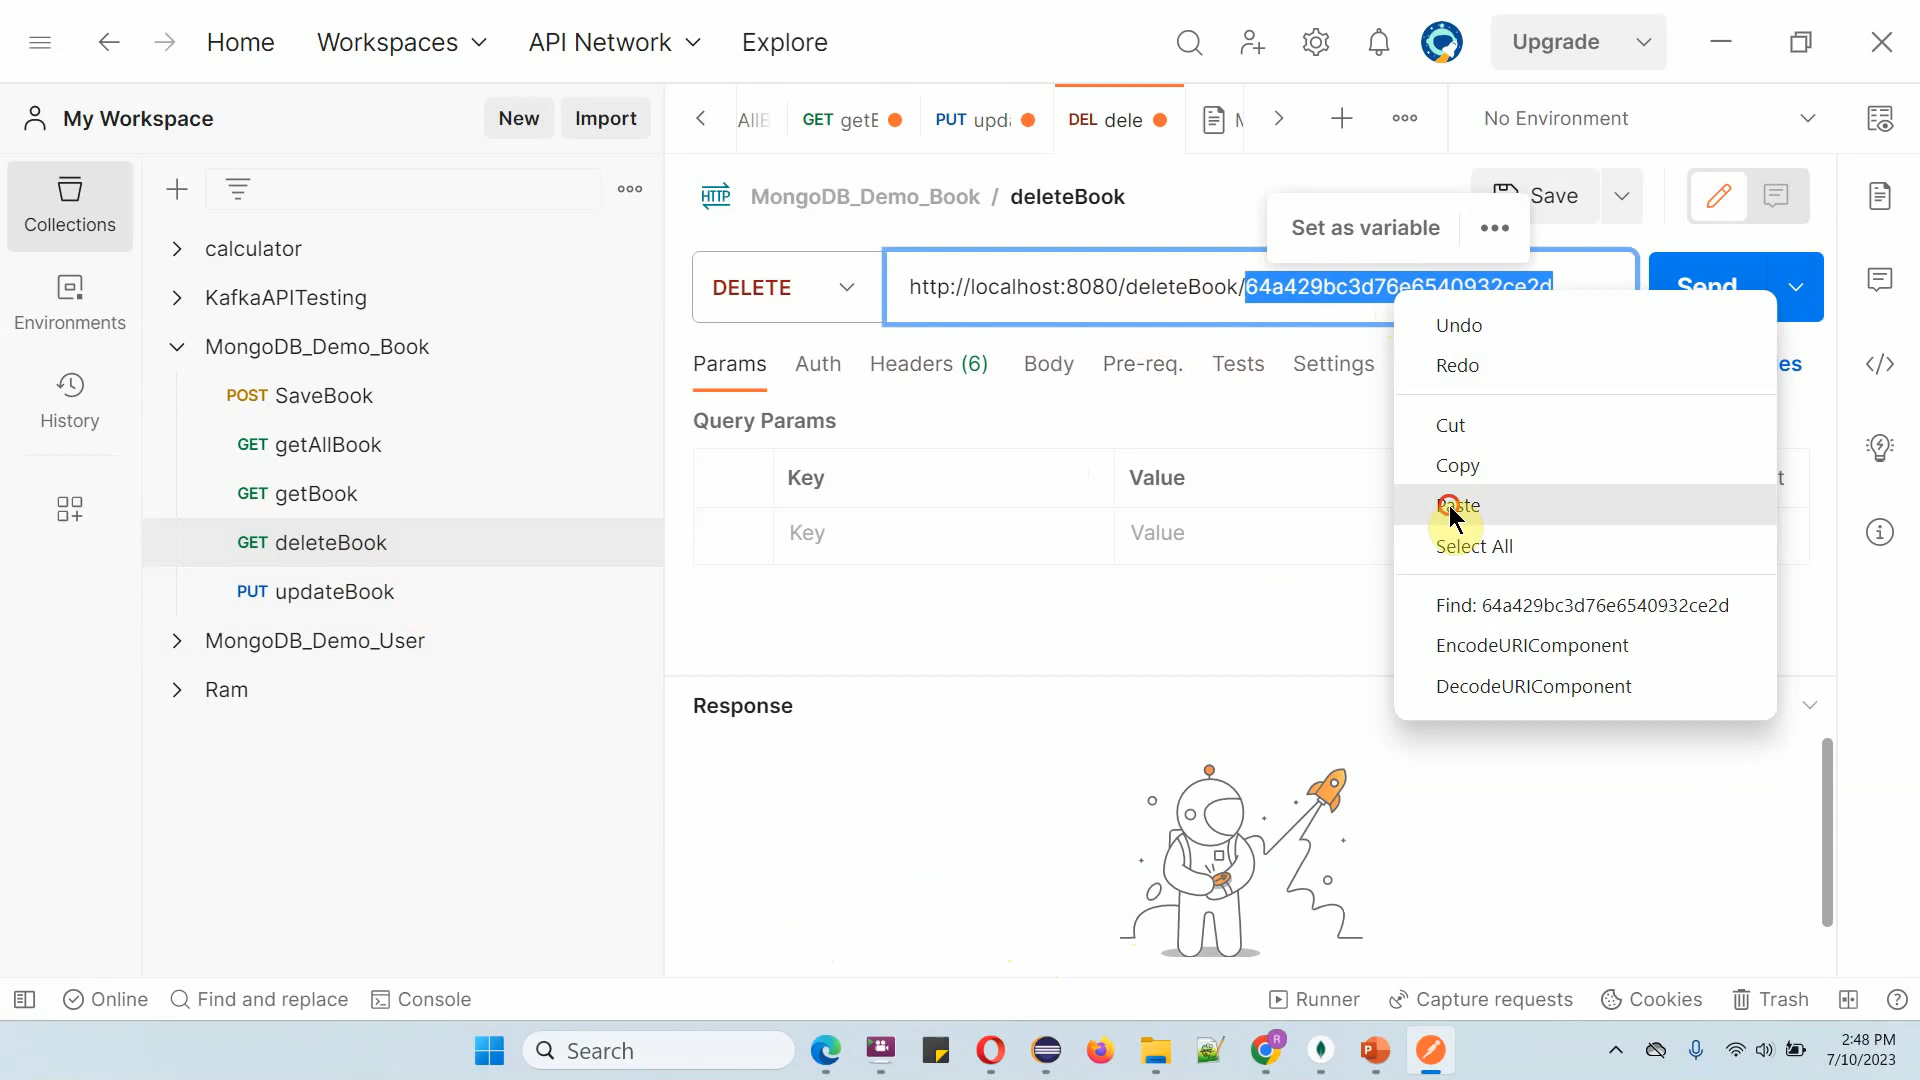 Home
Workspaces
API Network
Explore
Upgrade
My Workspace
New
Import
GET
PUT
DEL dele
No Environment
Collections
Environments
History
calculator
KafkaAPITesting
MongoDB_Demo_Book
POST SaveBook
GET getAllBook
GET getBook
GET deleteBook
PUT updateBook
MongoDB_Demo_User
Ram
HTTP
MongoDB_Demo_Book / deleteBook
Save
Set as variable
DELETE
http://localhost:8080/deleteBook/64a429bc3d76e6540932ce2d
Send
Params
Auth
Headers (6)
Body
Pre-req.
Tests
Settings
Query Params
Key
Value
Key
Value
Undo
Redo
Cut
Copy
Paste
Select All
Find: 64a429bc3d76e6540932ce2d
EncodeURIComponent
DecodeURIComponent
Response
Online
Find and replace
Console
Runner
Capture requests
Cookies
Trash
Search
R
2:48 PM
7/10/2023